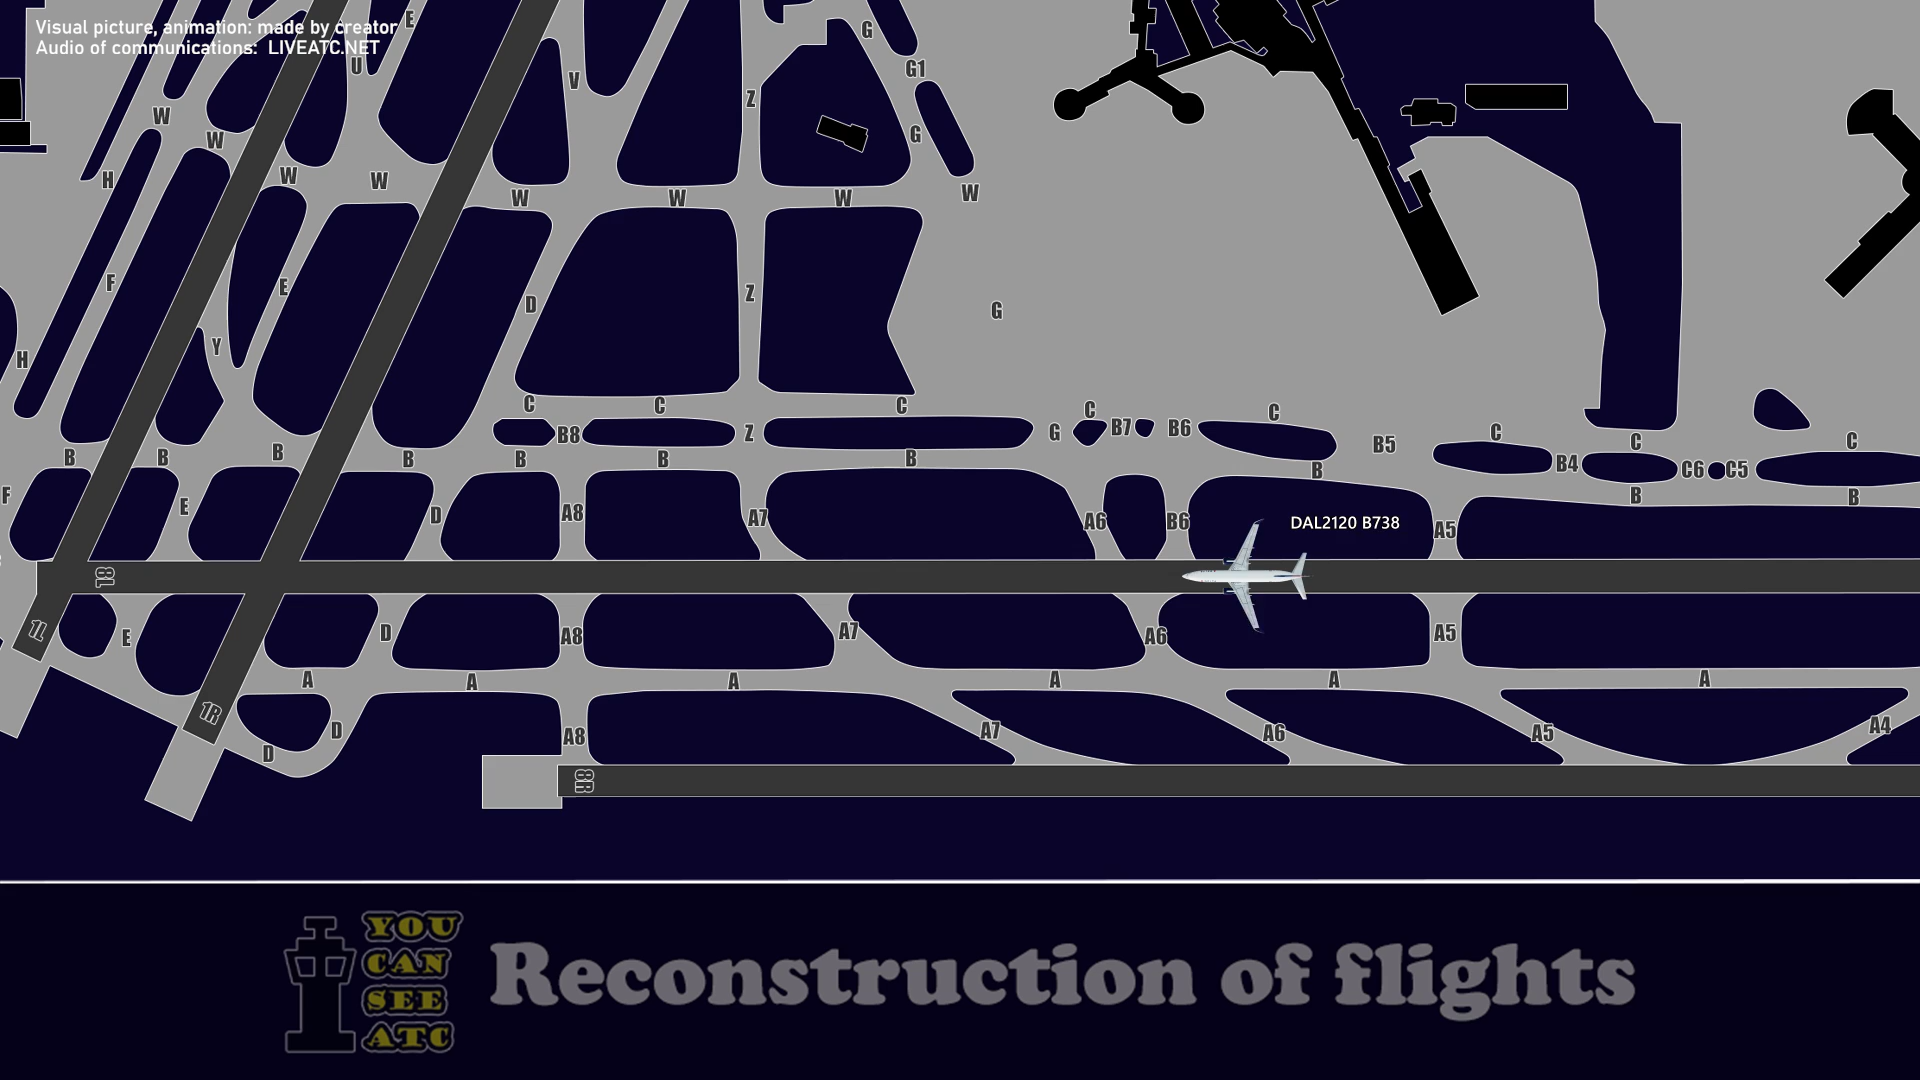 Visual picture, animation: made by creator
Audio of communications: LIVEATC.NET
E
G
U
G1
V
Z
W
W
G
H
W
W
W
W
W
W
F
E
D
Z
G
Y
H
C
C
C
C
C
C
C
C
B8
Z
G
B7
B6
B5
B4
C6
C5
B
B
B
B
B
B
B
B
B
B
F
E
D
A8
A7
A6
B6
A5
DAL2120 B738
8L
1L
E
D
A8
A7
A6
A5
A
A
A
A
A
A
1R
D
D
A8
A7
A6
A5
A4
8R
YOU
CAN
SEE
ATC
Reconstruction of flights